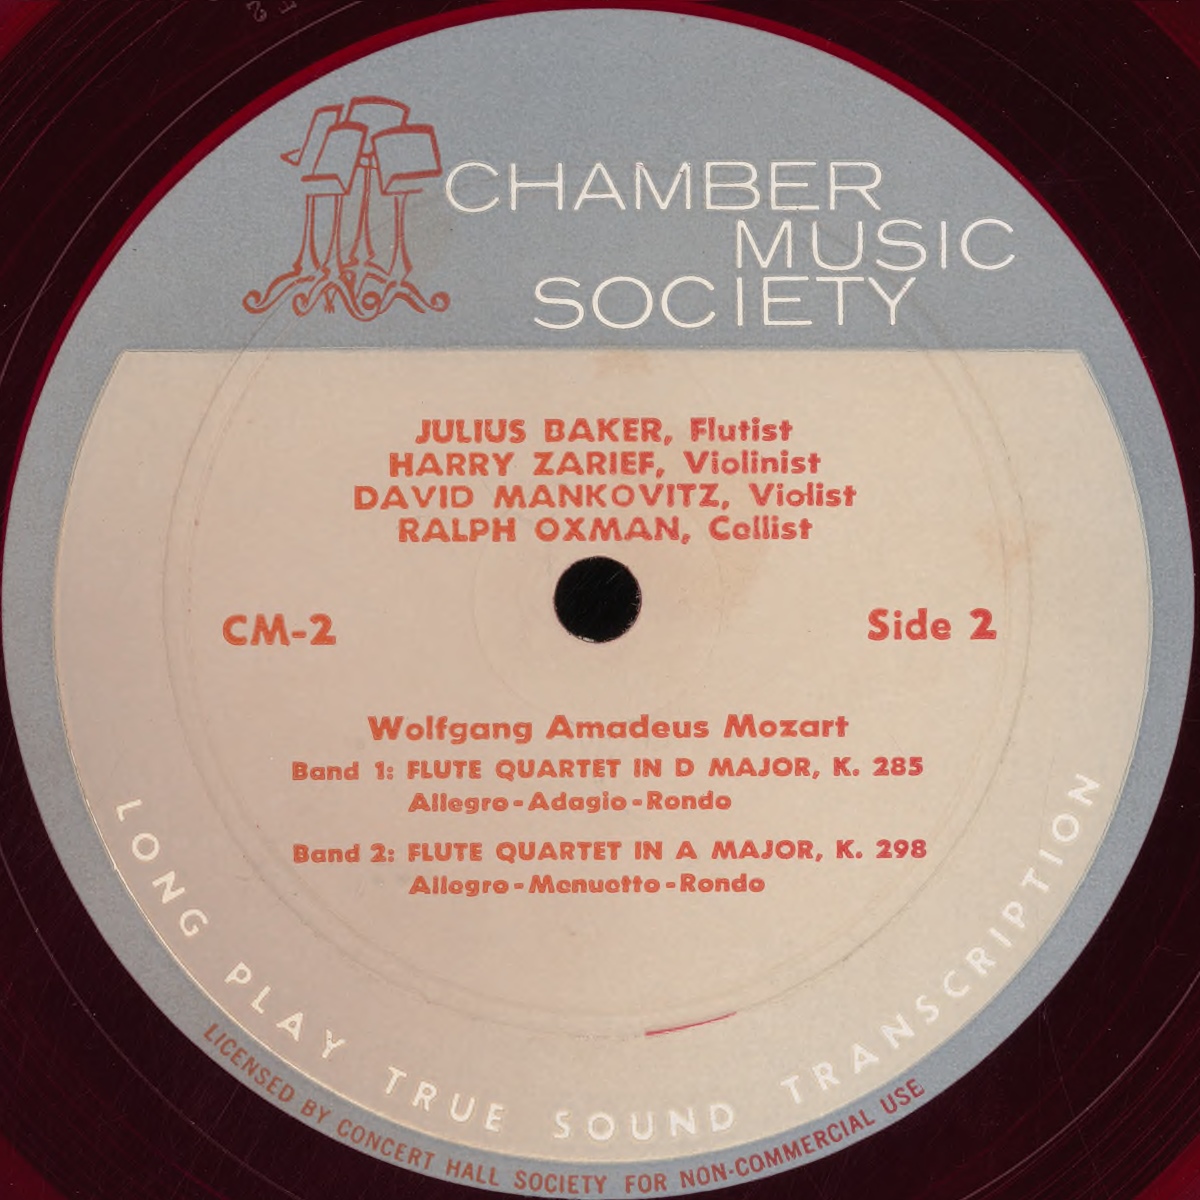 CHAMBER
MUSIC
SOCIETY
JULIUS BAKER, Flutist
HARRY ZARIEF, Violinist
DAVID MANKOVITZ, Violist
RALPH OXMAN, Cellist
CM-2
Side 2
Wolfgang Amadeus Mozart
Band 1: FLUTE QUARTET IN D MAJOR, K. 285
Allegro-Adagio-Rondo
Band 2: FLUTE QUARTET IN A MAJOR, K. 298
Allegro-Menuetto-Rondo
LONG PLAY TRUE SOUND TRANSCRIPTION
LICENSED BY CONCERT HALL SOCIETY FOR NON-COMMERCIAL USE